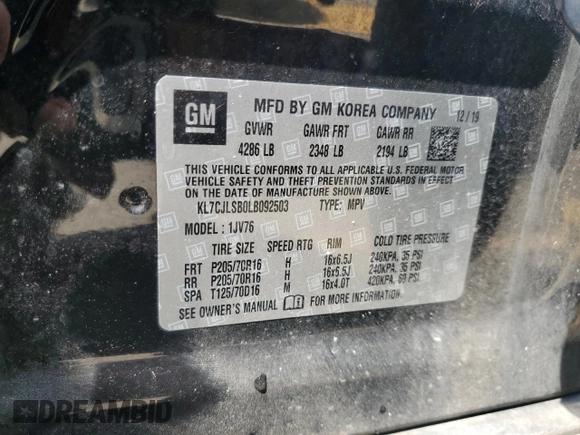 GM
MFD BY GM KOREA COMPANY 12/19
GVWR GAWR FRT GAWR RR
4286 LB 2348 LB 2194 LB
THIS VEHICLE CONFORMS TO ALL APPLICABLE U.S. FEDERAL MOTOR
VEHICLE SAFETY AND THEFT PREVENTION STANDARDS IN EFFECT
ON THE DATE OF MANUFACTURE SHOWN ABOVE.
KL7CJLSB0LB092503 TYPE: MPV
MODEL : 1JV76
TIRE SIZE SPEED RTG RIM COLD TIRE PRESSURE
FRT P205/70R16 H 16x6.5J 240KPA, 35 PSI
RR P205/70R16 H 16x6.5J 240KPA, 35 PSI
SPA T125/70D16 M 16x4.0T 420KPA, 60 PSI
SEE OWNER'S MANUAL FOR MORE INFORMATION.
DREAMBID